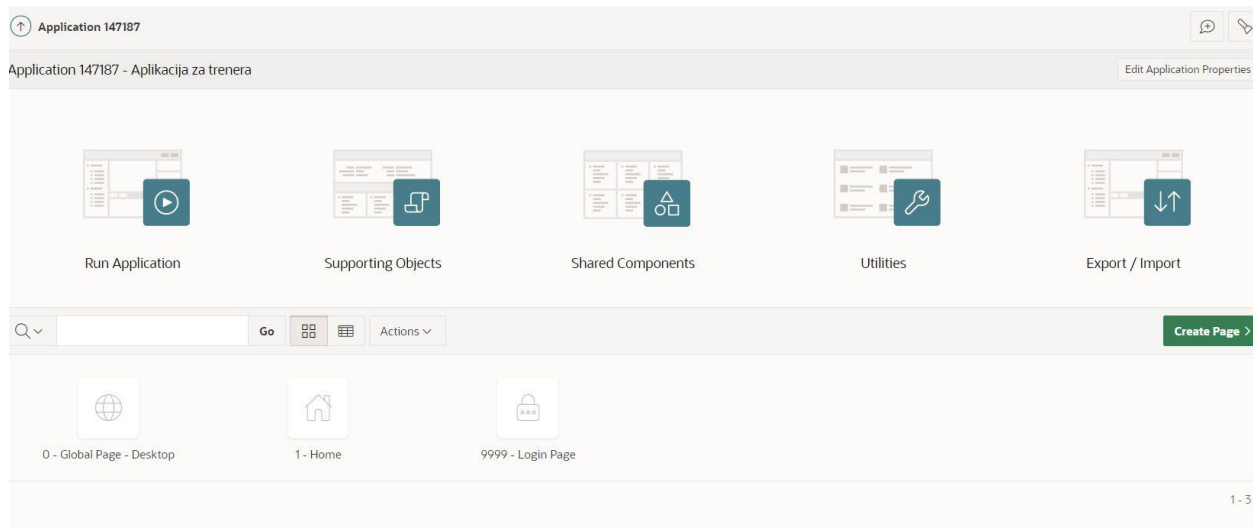 Application 147187
Application 147187 - Aplikacija za trenera
Edit Application Properties
Run Application
Supporting Objects
Shared Components
Utilities
Export / Import
Go
Actions
Create Page
0 - Global Page - Desktop
1 - Home
9999 - Login Page
1 - 3